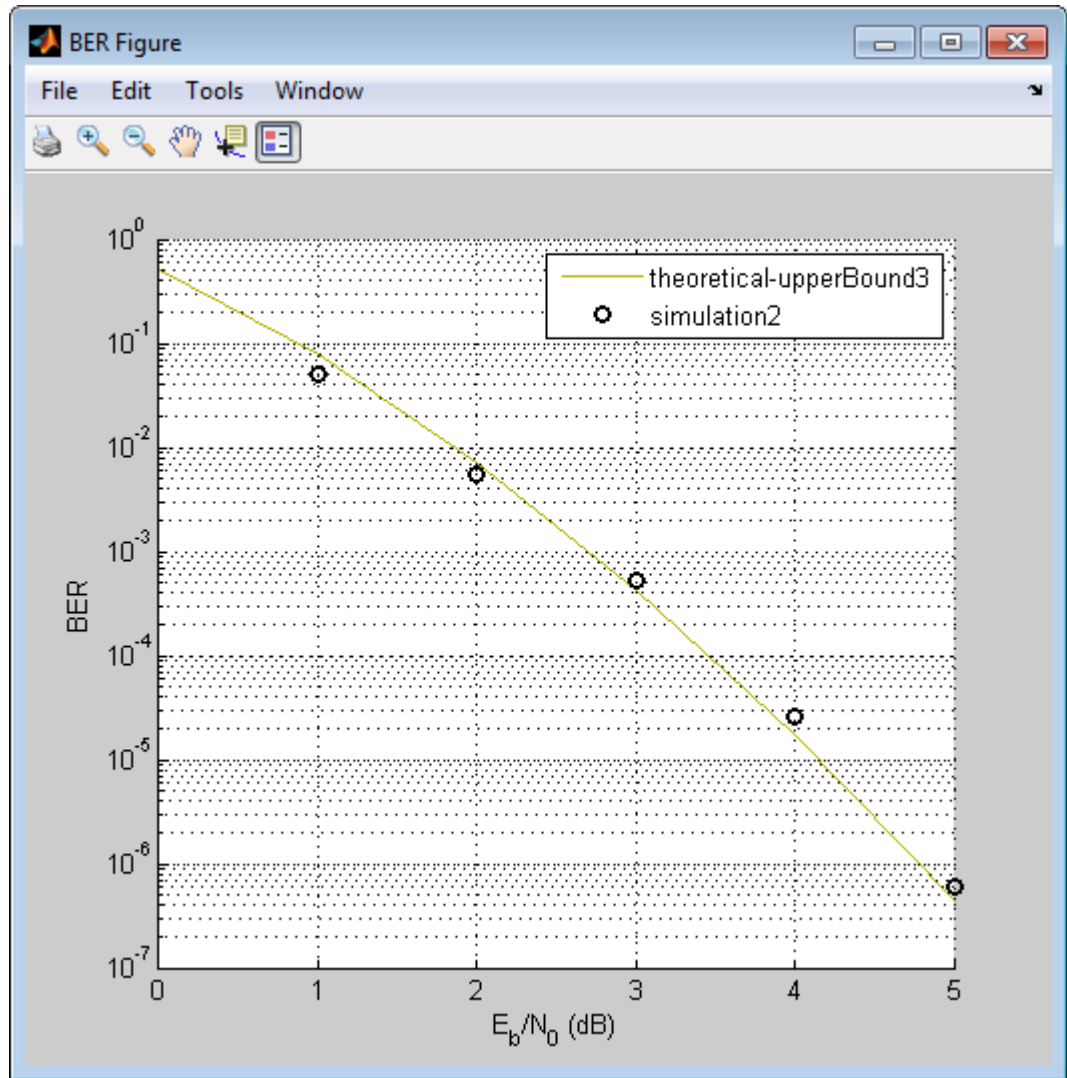 BER Figure
File Edit Tools Window
10^0
10^-1
10^-2
10^-3
10^-4
10^-5
10^-6
10^-7
BER
theoretical-upperBound3
simulation2
0 1 2 3 4 5
E_b/N_0 (dB)